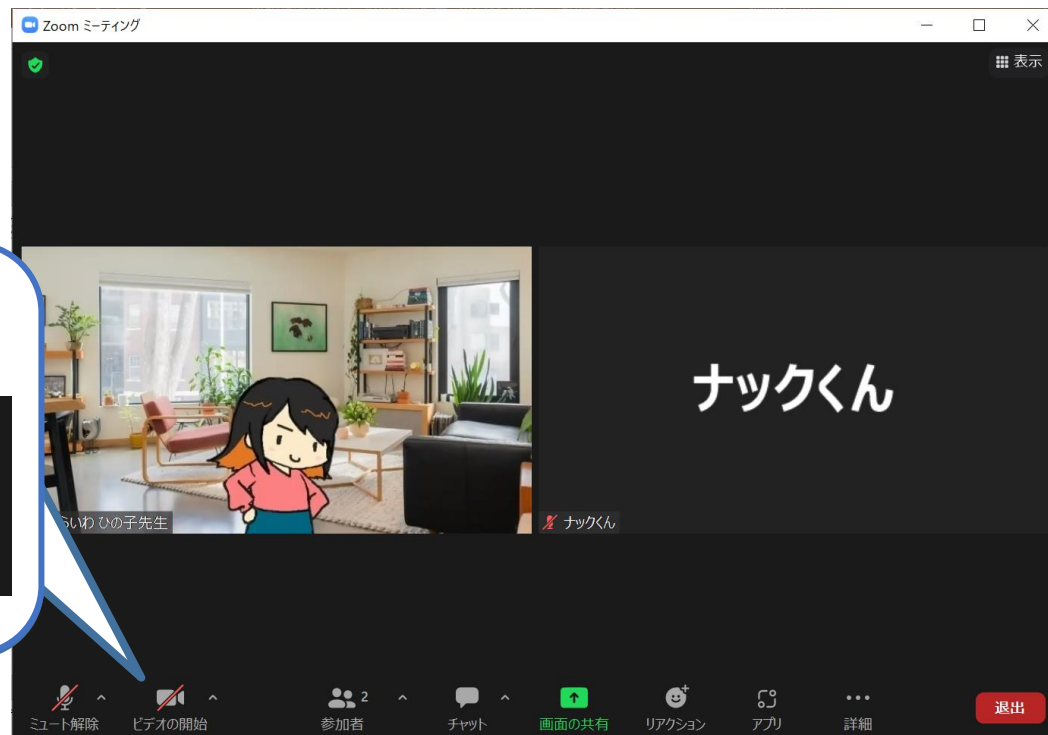 Zoom ミーティング
表示
ナックくん
らいわ ひの子先生
ナックくん
2
ミュート解除
ビデオの開始
参加者
チャット
画面の共有
リアクション
アプリ
詳細
退出